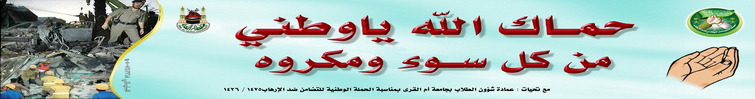 حماك الله ياوطني
من كل سوء ومكروه
مع تحيات : عمادة شؤون الطلاب بجامعة أم القرى بمناسبة الحملة الوطنية للتضامن ضد الإرهاب ١٤٢٥ / ١٤٢٦